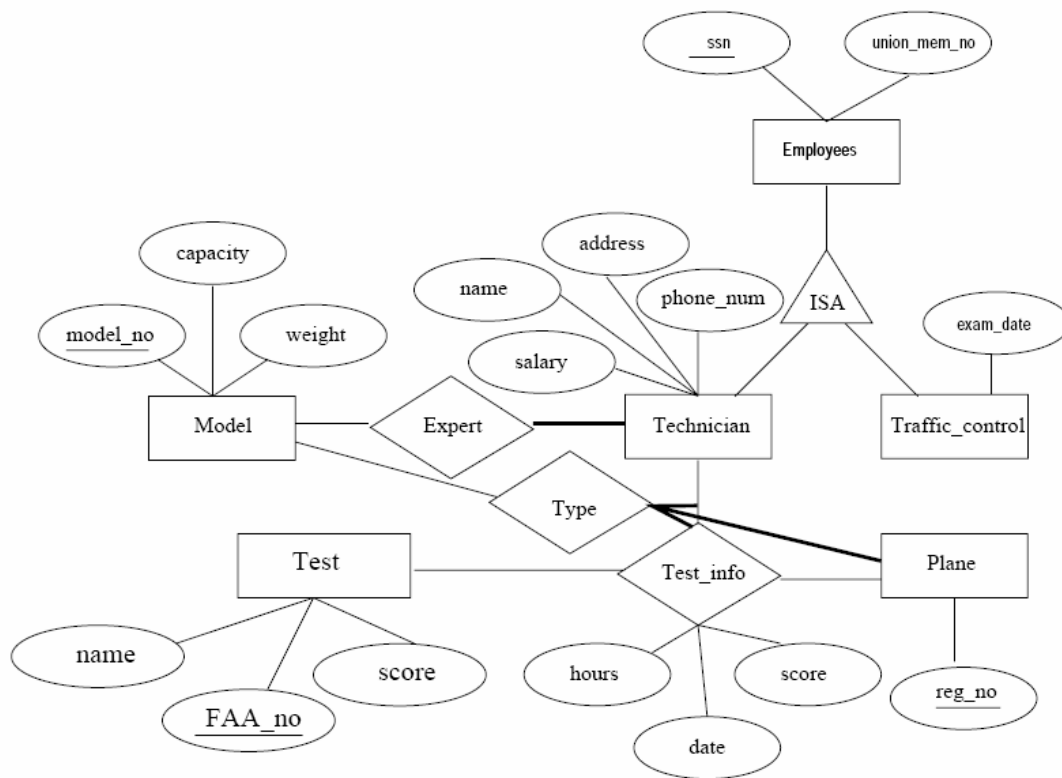 ssn
union_mem_no
Employees
capacity
address
name
phone_num
ISA
model_no
weight
exam_date
salary
Model
Expert
Technician
Traffic_control
Type
Test
Test_info
Plane
name
score
hours
score
FAA_no
reg_no
date